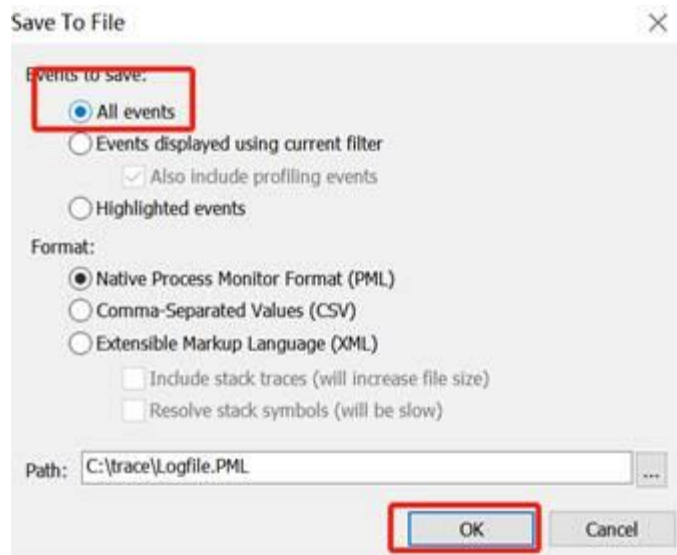 Save To File
Events to save:
All events
Events displayed using current filter
Also include profiling events
Highlighted events
Format:
Native Process Monitor Format (PML)
Comma-Separated Values (CSV)
Extensible Markup Language (XML)
Include stack traces (will increase file size)
Resolve stack symbols (will be slow)
Path: C:\trace\Logfile.PML ...
OK Cancel